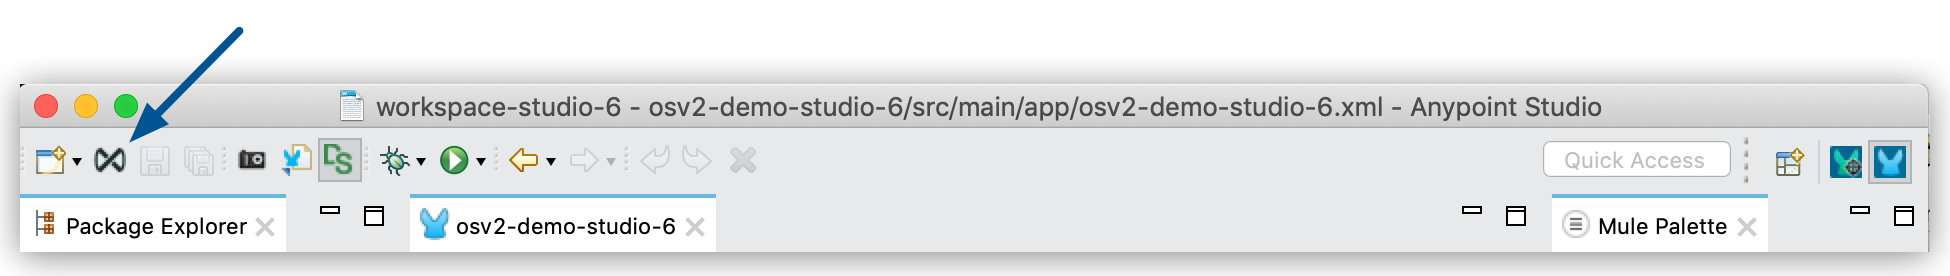 workspace-studio-6 - osv2-demo-studio-6/src/main/app/osv2-demo-studio-6.xml - Anypoint Studio
DS
Quick Access
Package Explorer
osv2-demo-studio-6
Mule Palette